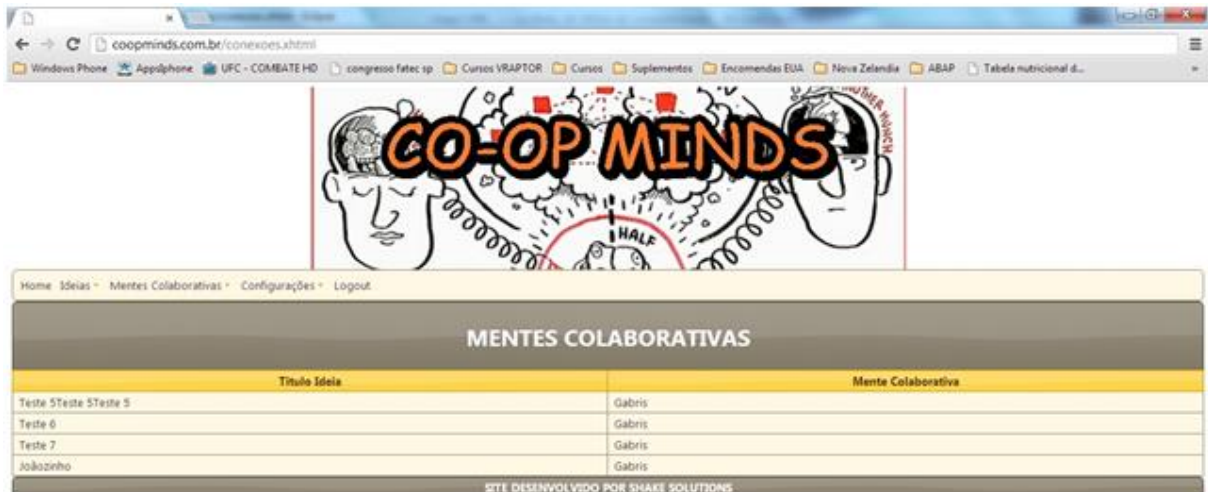 coopminds.com.br/conexoes.xhtml
Windows Phone AppsIphone UFC - COMBATE HD congresso fatec sp Cursos VRAPTOR Cursos Suplementos Encomendas EUA Nova Zelandia ABAP Tabela nutricional d...
CO-OP MINDS
HALF
HUNCH
Home Ideias Mentes Colaborativas Configurações Logout
MENTES COLABORATIVAS
Titulo Ideia Mente Colaborativa
Teste 5Teste 5Teste 5 Gabris
Teste 6 Gabris
Teste 7 Gabris
Joãozinho Gabris
SITE DESENVOLVIDO POR SHAKE SOLUTIONS